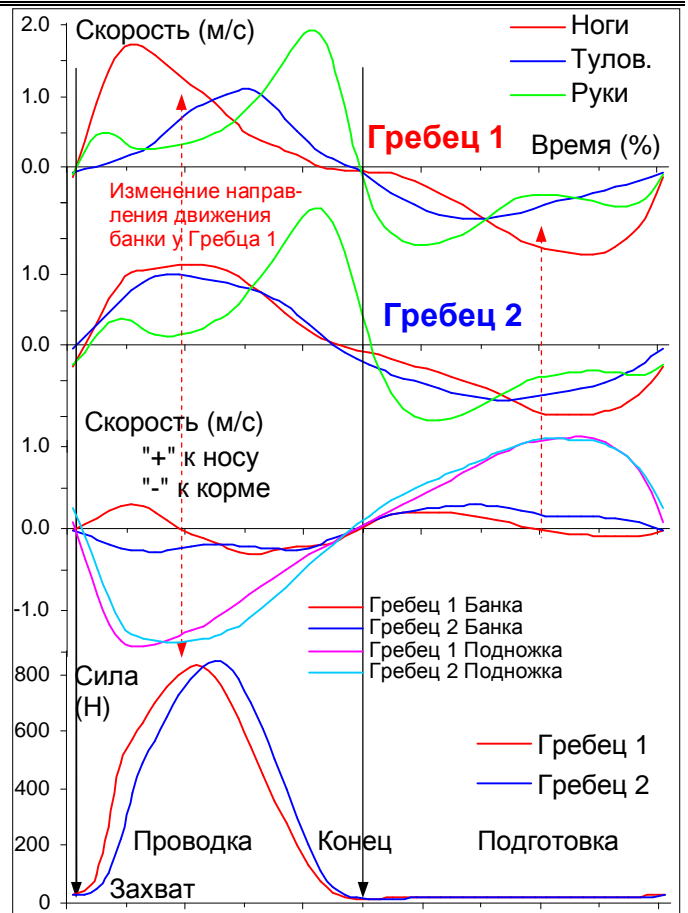 2.0
Скорость (м/с)
Ноги
Тулов.
Руки
1.0
Гребец 1
Время (%)
0.0
Изменение направ-
ления движения
банки у Гребца 1
1.0
Гребец 2
0.0
Скорость (м/с)
"+" к носу
"-" к корме
1.0
0.0
-1.0
Гребец 1 Банка
Гребец 2 Банка
Гребец 1 Подножка
Гребец 2 Подножка
Сила
(Н)
800
600
400
200
0
Гребец 1
Гребец 2
Проводка
Конец
Подготовка
Захват